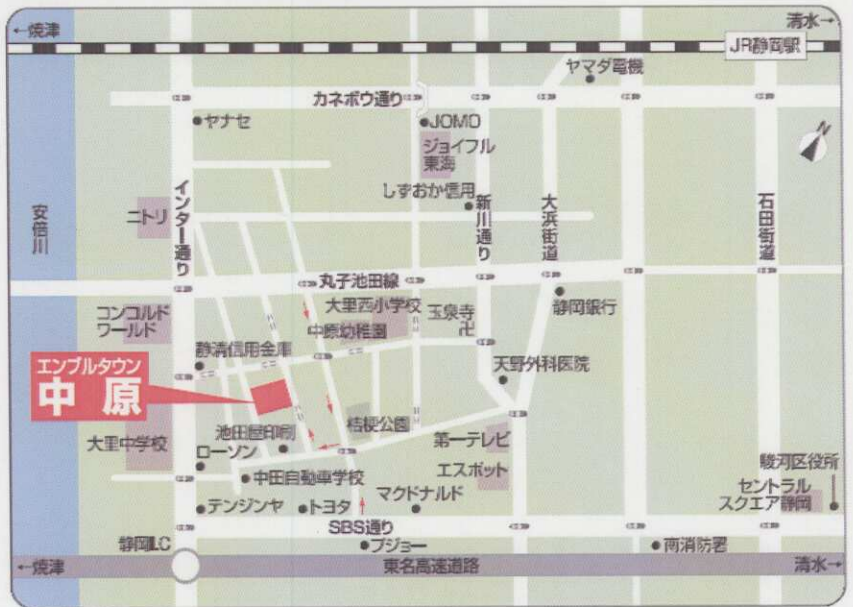 ←焼津
清水→
JR静岡駅
ヤマダ電機
カネボウ通り
ヤナセ
JOMO
ジョイフル
東海
N
しずおか信用
ニトリ
インター通り
安倍川
新川通り
大浜街道
石田街道
丸子池田線
コンコルド
ワールド
大里西小学校
中原幼稚園
玉泉寺
卍
静岡銀行
静清信用金庫
天野外科医院
エンブルタウン
中原
大里中学校
池田屋印刷
桔梗公園
第一テレビ
ローソン
中田自動車学校
エスポット
駿河区役所
セントラル
スクエア静岡
テンジンヤ
トヨタ
マクドナルド
SBS通り
静岡I.C
プジョー
南消防署
←焼津
東名高速道路
清水→